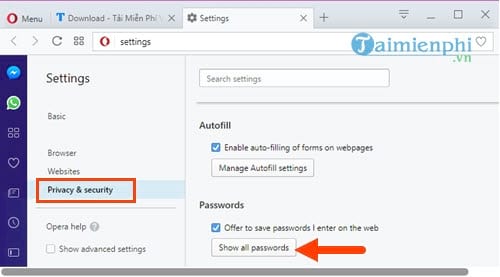 Menu
Download - Tải Miễn Phí V
Settings
settings
Taimienphi
.vn
Settings
Search settings
Basic
Autofill
Enable auto-filling of forms on webpages
Browser
Manage Autofill settings
Websites
Privacy & security
Passwords
Offer to save passwords I enter on the web
Opera help
Show all passwords
Show advanced settings